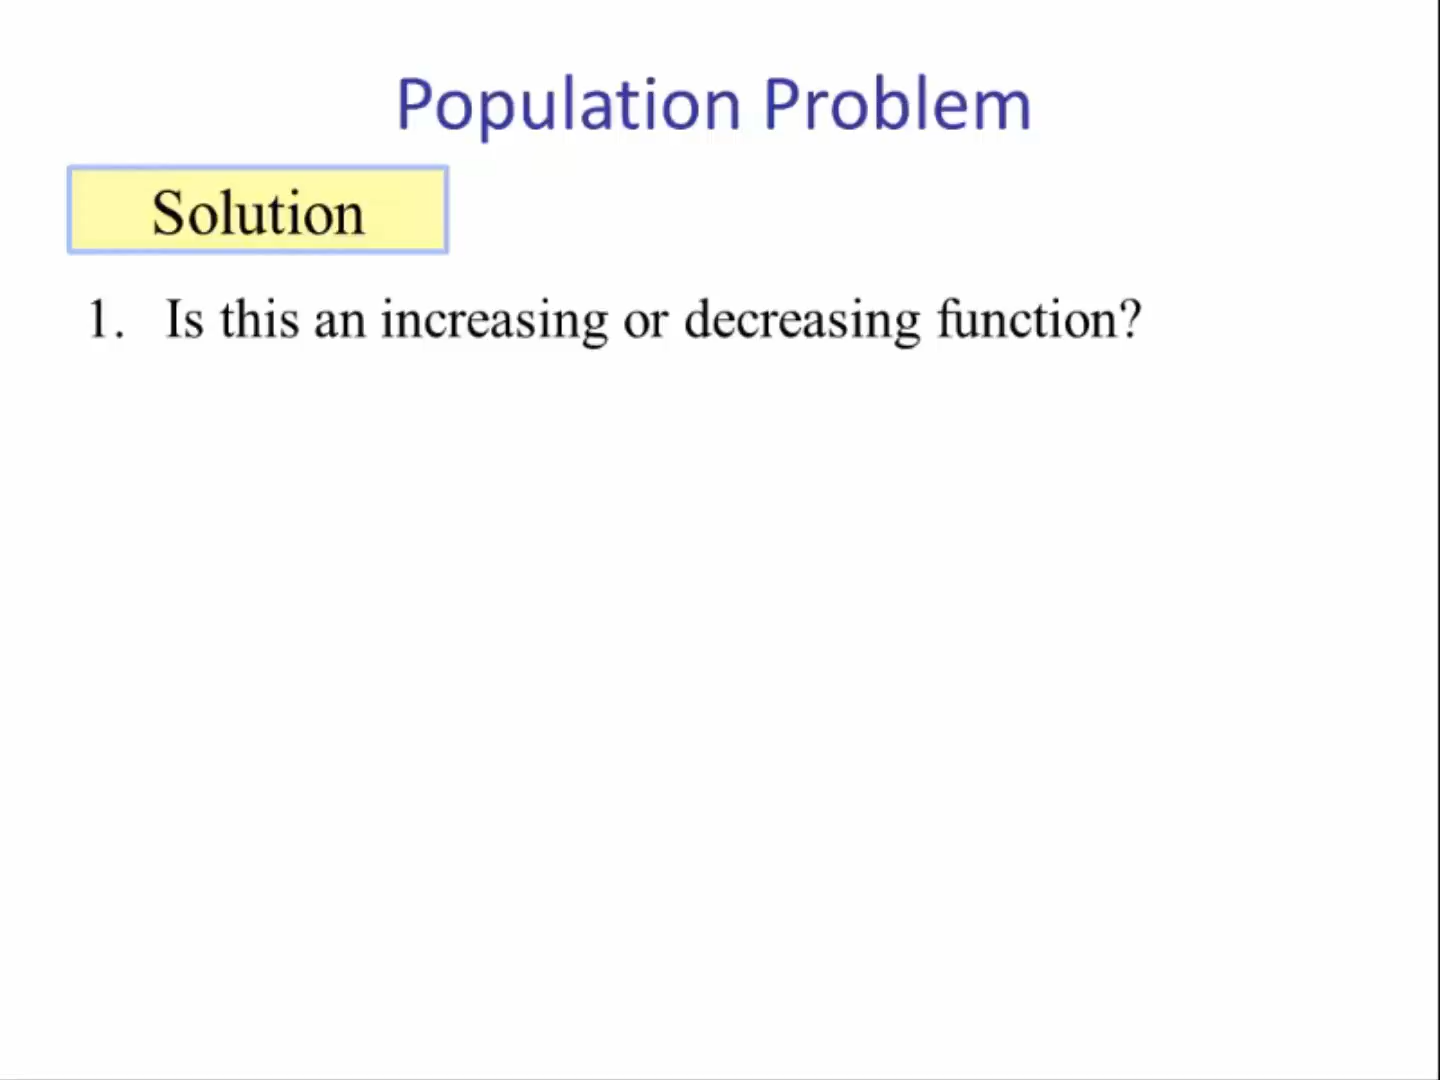 Population Problem
Solution
1. Is this an increasing or decreasing function?